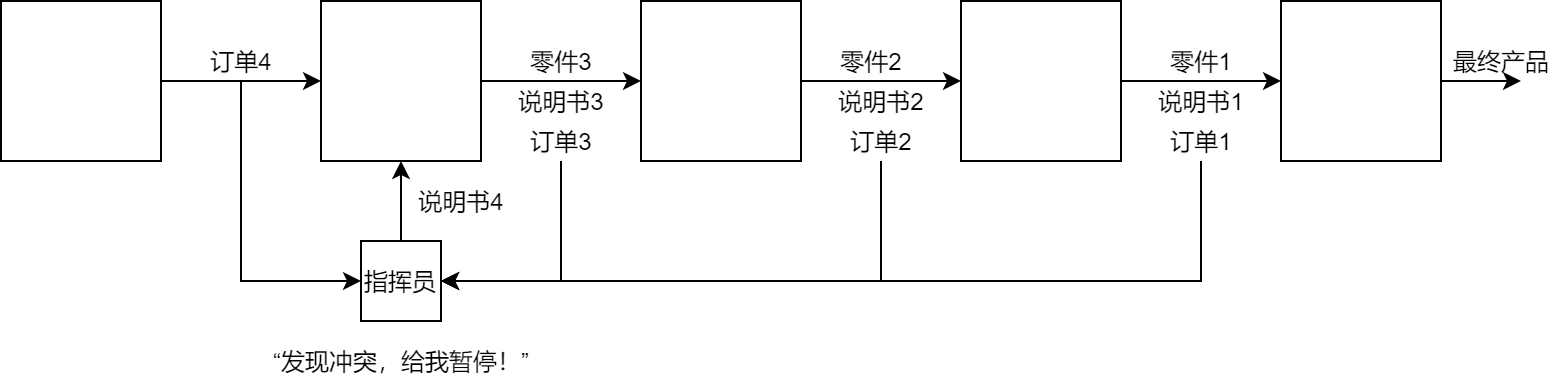 订单4
零件3
零件2
零件1
最终产品
说明书3
说明书2
说明书1
订单3
订单2
订单1
说明书4
指挥员
“发现冲突，给我暂停！”